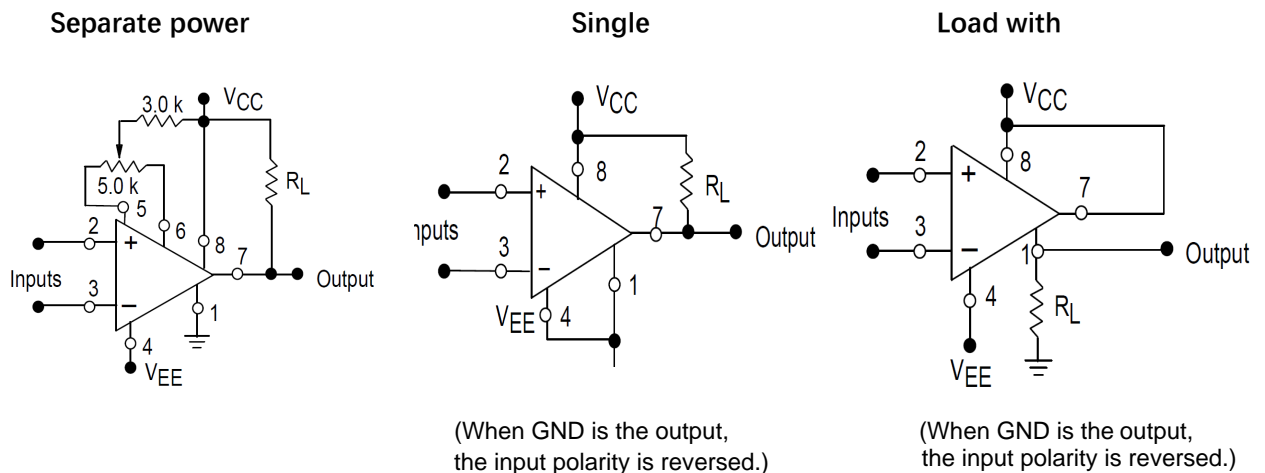 Separate power
Single
Load with
3.0 k
VCC
5.0 k
5
RL
6
2
+
8
7
Inputs
Output
3
–
1
4
VEE
VCC
2
8
+
RL
nputs
7
Output
3
–
1
VEE
4
VCC
2
8
+
7
Inputs
3
–
1
Output
4
RL
VEE
(When GND is the output,
the input polarity is reversed.)
(When GND is the output,
the input polarity is reversed.)